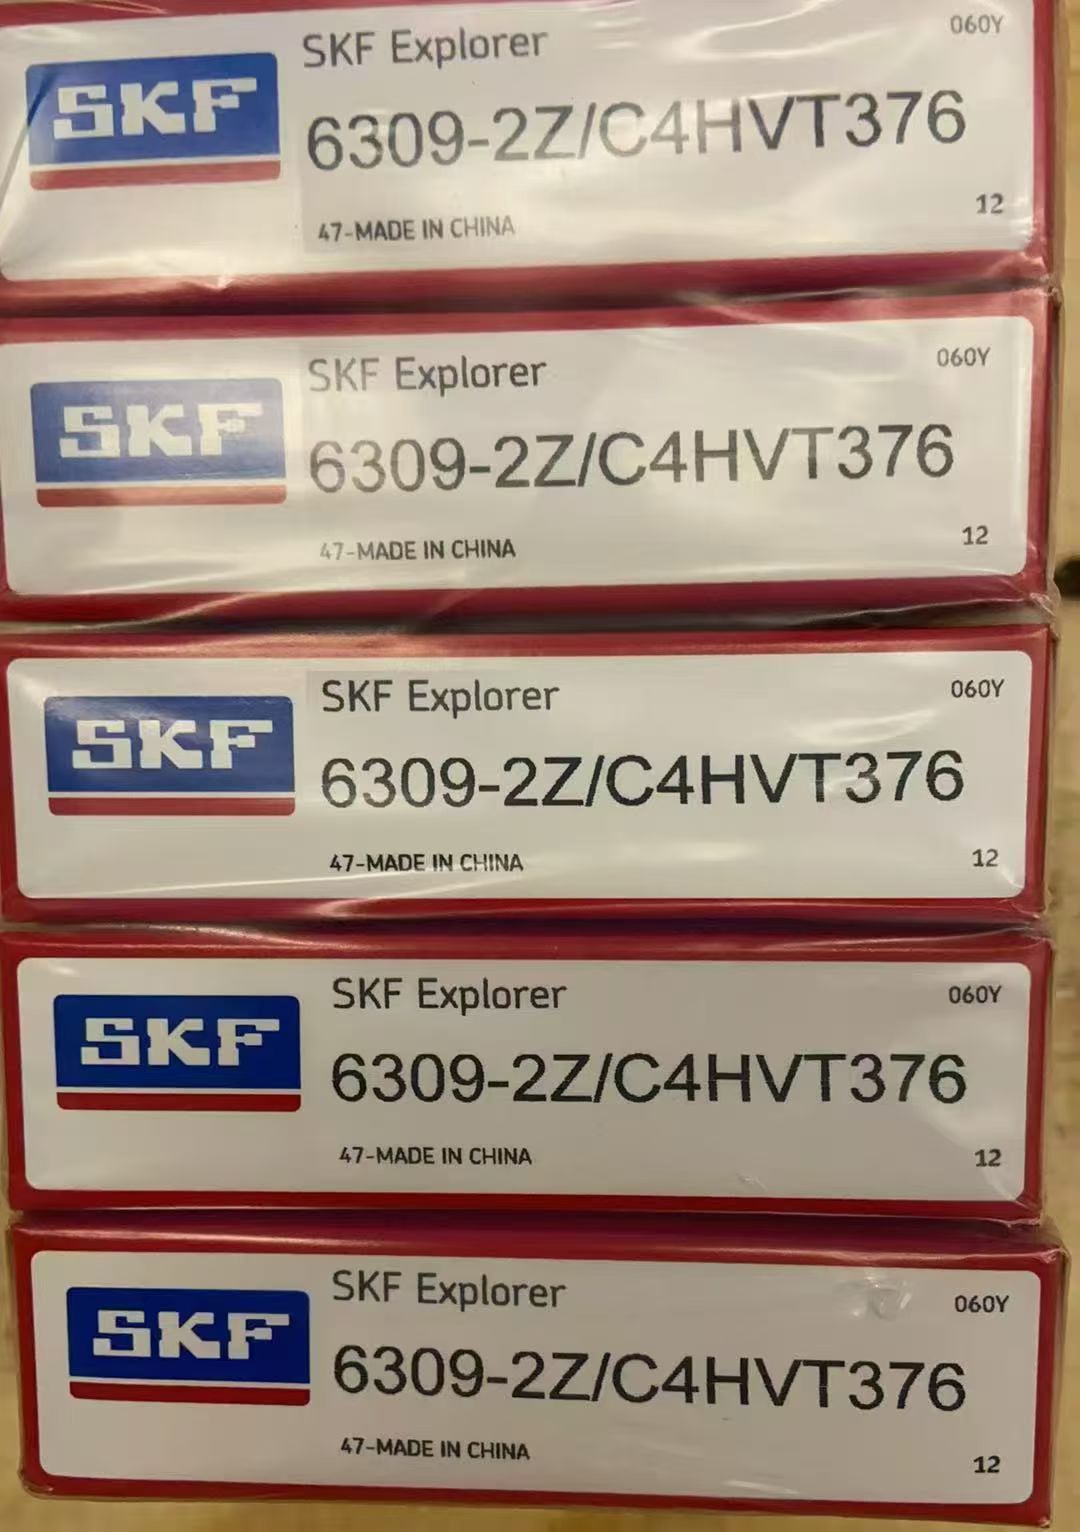 SKF
SKF Explorer
060Y
6309-2Z/C4HVT376
47-MADE IN CHINA
12
SKF
SKF Explorer
060Y
6309-2Z/C4HVT376
47-MADE IN CHINA
12
SKF
SKF Explorer
060Y
6309-2Z/C4HVT376
47-MADE IN CHINA
12
SKF
SKF Explorer
060Y
6309-2Z/C4HVT376
47-MADE IN CHINA
12
SKF
SKF Explorer
060Y
6309-2Z/C4HVT376
47-MADE IN CHINA
12